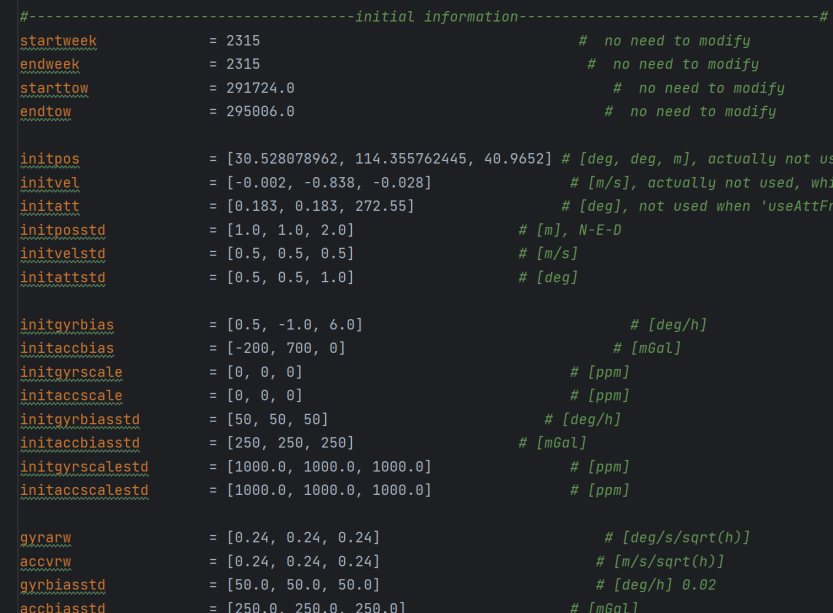 #--------------------------------------initial information-----------------------------------#
startweek = 2315 # no need to modify
endweek = 2315 # no need to modify
starttow = 291724.0 # no need to modify
endtow = 295006.0 # no need to modify
initpos = [30.528078962, 114.355762445, 40.9652] # [deg, deg, m], actually not us
initvel = [-0.002, -0.838, -0.028] # [m/s], actually not used, whi
initatt = [0.183, 0.183, 272.55] # [deg], not used when 'useAttFr
initposstd = [1.0, 1.0, 2.0] # [m], N-E-D
initvelstd = [0.5, 0.5, 0.5] # [m/s]
initattstd = [0.5, 0.5, 1.0] # [deg]
initgyrbias = [0.5, -1.0, 6.0] # [deg/h]
initaccbias = [-200, 700, 0] # [mGal]
initgyrscale = [0, 0, 0] # [ppm]
initaccscale = [0, 0, 0] # [ppm]
initgyrbiasstd = [50, 50, 50] # [deg/h]
initaccbiasstd = [250, 250, 250] # [mGal]
initgyrscalestd = [1000.0, 1000.0, 1000.0] # [ppm]
initaccscalestd = [1000.0, 1000.0, 1000.0] # [ppm]
gyrarw = [0.24, 0.24, 0.24] # [deg/s/sqrt(h)]
accvrw = [0.24, 0.24, 0.24] # [m/s/sqrt(h)]
gyrbiasstd = [50.0, 50.0, 50.0] # [deg/h] 0.02
accbiasstd = [250.0, 250.0, 250.0] # [mGal]